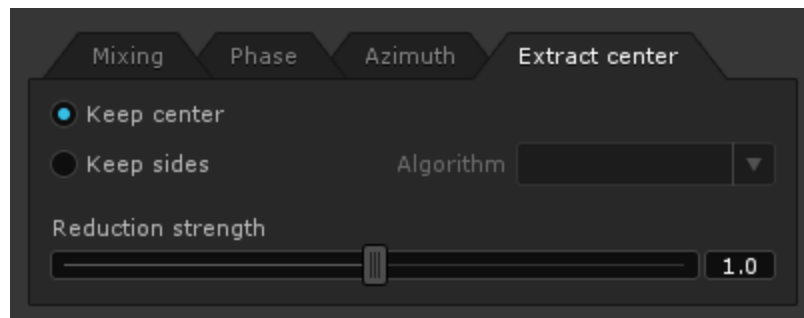 Mixing Phase Azimuth Extract center
Keep center
Keep sides Algorithm
Reduction strength
1.0